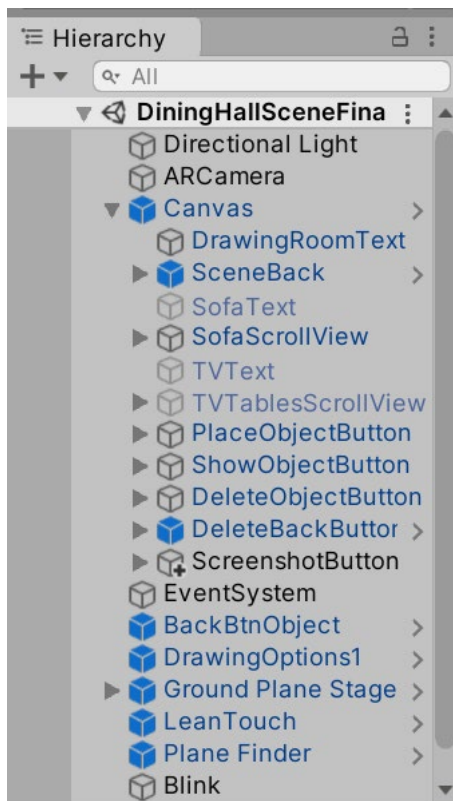 Hierarchy
All
DiningHallSceneFina
Directional Light
ARCamera
Canvas
DrawingRoomText
SceneBack
SofaText
SofaScrollView
TVText
TVTablesScrollView
PlaceObjectButton
ShowObjectButton
DeleteObjectButton
DeleteBackButtor
ScreenshotButton
EventSystem
BackBtnObject
DrawingOptions1
Ground Plane Stage
LeanTouch
Plane Finder
Blink